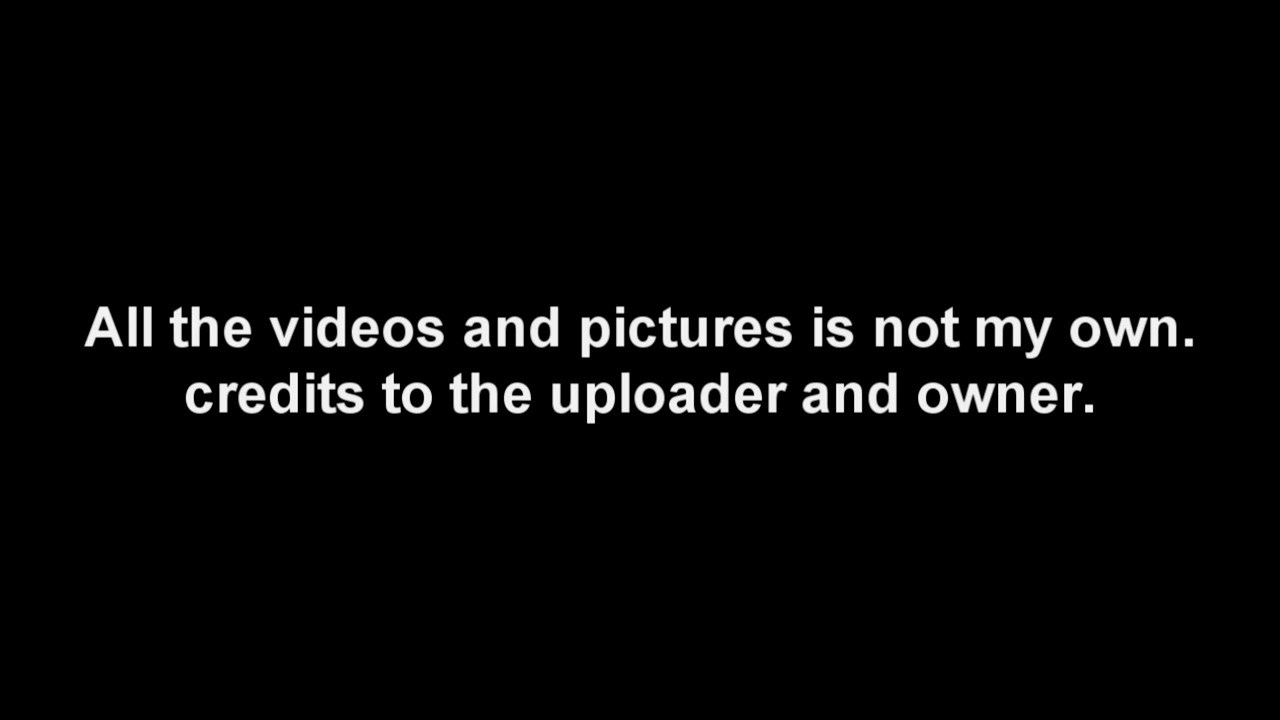 All the videos and pictures is not my own.
credits to the uploader and owner.